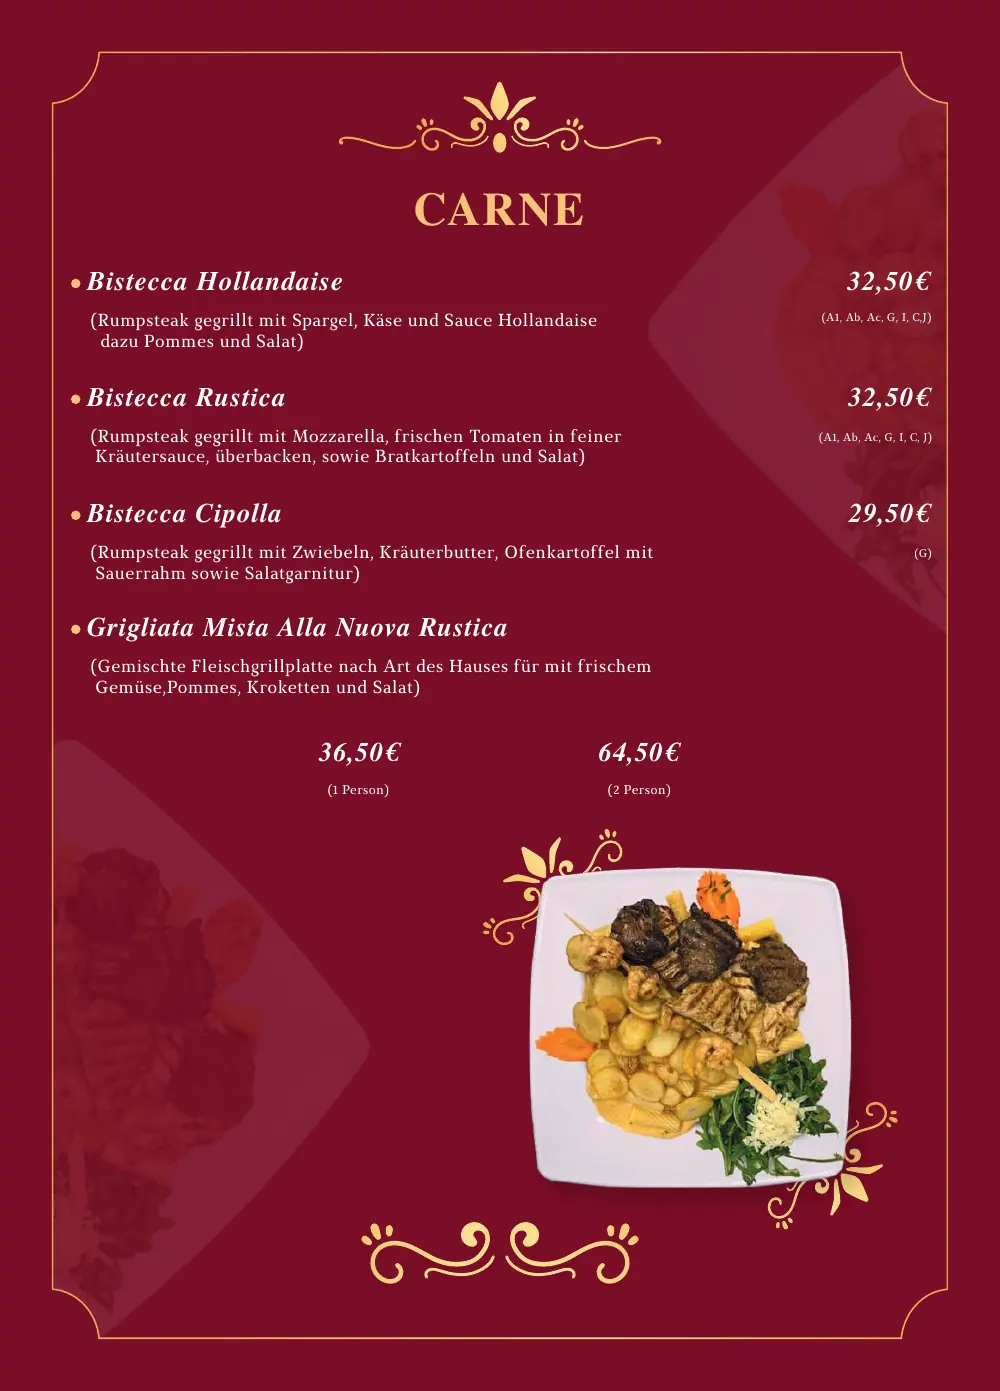 CARNE
Bistecca Hollandaise 32,50€
(Rumpsteak gegrillt mit Spargel, Käse und Sauce Hollandaise (A1, Ab, Ac, G, I, C,J)
dazu Pommes und Salat)
Bistecca Rustica 32,50€
(Rumpsteak gegrillt mit Mozzarella, frischen Tomaten in feiner (A1, Ab, Ac, G, I, C, J)
Kräutersauce, überbacken, sowie Bratkartoffeln und Salat)
Bistecca Cipolla 29,50€
(Rumpsteak gegrillt mit Zwiebeln, Kräuterbutter, Ofenkartoffel mit (G)
Sauerrahm sowie Salatgarnitur)
Grigliata Mista Alla Nuova Rustica
(Gemischte Fleischgrillplatte nach Art des Hauses für mit frischem
Gemüse,Pommes, Kroketten und Salat)
36,50€ 64,50€
(1 Person) (2 Person)